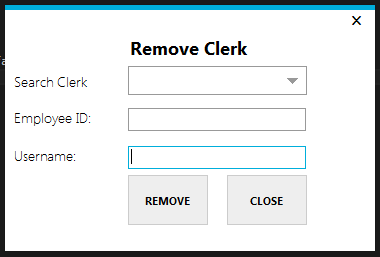 X
Remove Clerk
Search Clerk
Employee ID:
Username:
REMOVE CLOSE